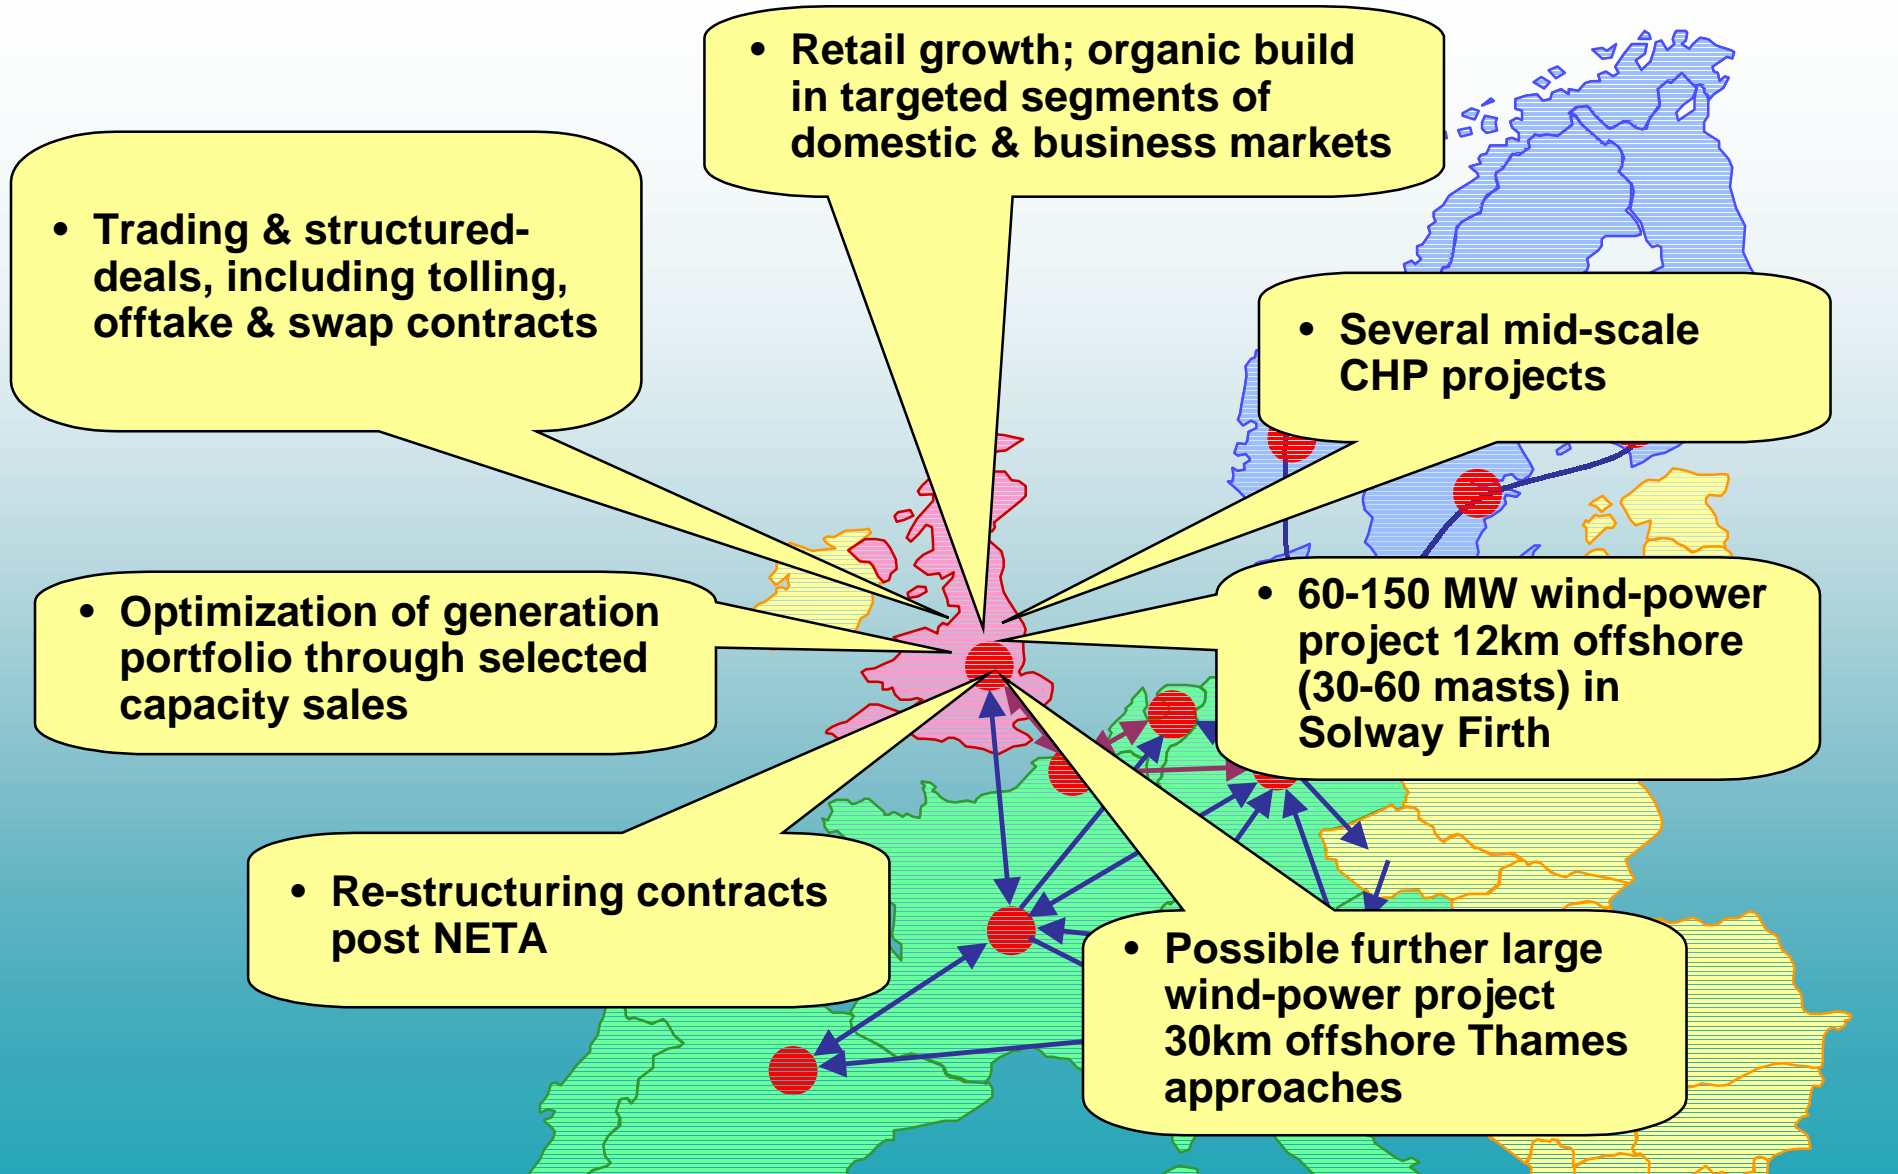 • Retail growth; organic build
in targeted segments of
domestic & business markets
• Trading & structured-
deals, including tolling,
offtake & swap contracts
• Several mid-scale
CHP projects
• Optimization of generation
portfolio through selected
capacity sales
• 60-150 MW wind-power
project 12km offshore
(30-60 masts) in
Solway Firth
• Re-structuring contracts
post NETA
• Possible further large
wind-power project
30km offshore Thames
approaches